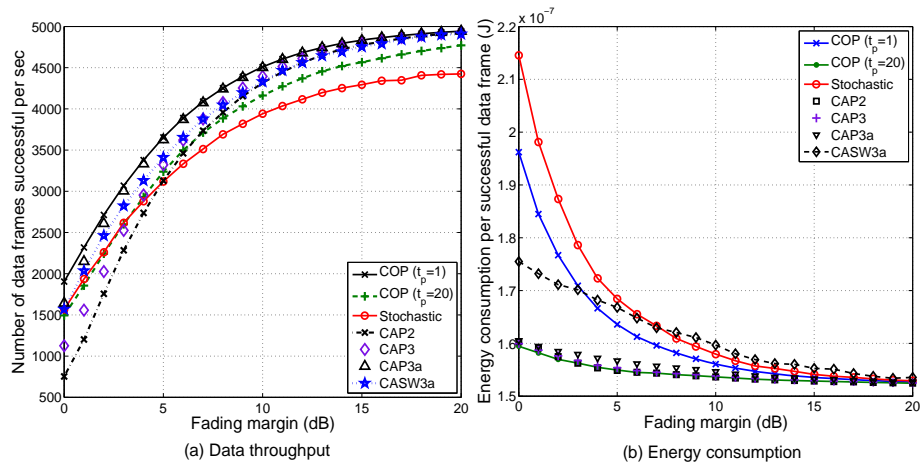 5000
4500
4000
3500
3000
2500
2000
1500
1000
500
Number of data frames successful per sec
0
5
10
15
20
Fading margin (dB)
COP (t_p=1)
COP (t_p=20)
Stochastic
CAP2
CAP3
CAP3a
CASW3a
(a) Data throughput
x 10^-7
2.2
2.1
2
1.9
1.8
1.7
1.6
1.5
Energy consumption per successful data frame (J)
0
5
10
15
20
Fading margin (dB)
COP (t_p=1)
COP (t_p=20)
Stochastic
CAP2
CAP3
CAP3a
CASW3a
(b) Energy consumption